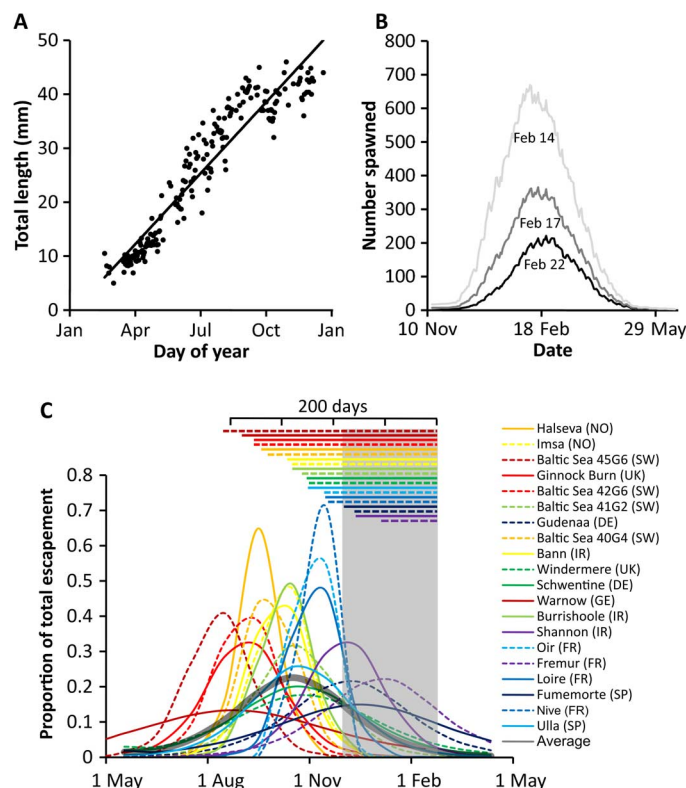 A
50
40
30
20
10
0
Total length (mm)
Jan
Apr
Jul
Oct
Jan
Day of year
B
800
700
600
500
400
300
200
100
0
Number spawned
Feb 14
Feb 17
Feb 22
10 Nov
18 Feb
29 May
Date
C
200 days
0.8
0.7
0.6
0.5
0.4
0.3
0.2
0.1
0
Proportion of total escapement
1 May
1 Aug
1 Nov
1 Feb
1 May
Halseva (NO)
Imsa (NO)
Baltic Sea 45G6 (SW)
Ginnock Burn (UK)
Baltic Sea 42G6 (SW)
Baltic Sea 41G2 (SW)
Gudenaa (DE)
Baltic Sea 40G4 (SW)
Bann (IR)
Windermere (UK)
Schwentine (DE)
Warnow (GE)
Burrishoole (IR)
Shannon (IR)
Oir (FR)
Fremur (FR)
Loire (FR)
Fumemorte (SP)
Nive (FR)
Ulla (SP)
Average